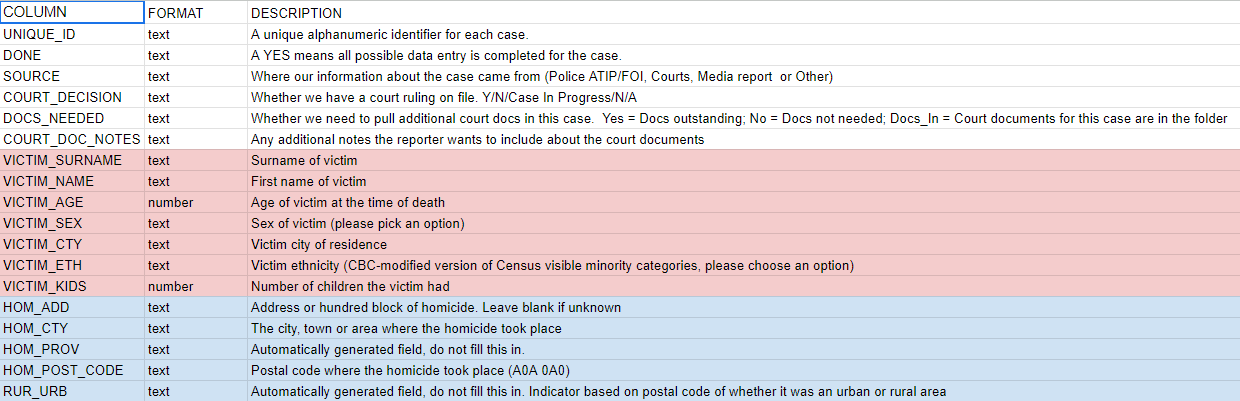 COLUMN FORMAT DESCRIPTION
UNIQUE_ID text A unique alphanumeric identifier for each case.
DONE text A YES means all possible data entry is completed for the case.
SOURCE text Where our information about the case came from (Police ATIP/FOI, Courts, Media report  or Other)
COURT_DECISION text Whether we have a court ruling on file. Y/N/Case In Progress/N/A
DOCS_NEEDED text Whether we need to pull additional court docs in this case.  Yes = Docs outstanding; No = Docs not needed; Docs_In = Court documents for this case are in the folder
COURT_DOC_NOTES text Any additional notes the reporter wants to include about the court documents
VICTIM_SURNAME text Surname of victim
VICTIM_NAME text First name of victim
VICTIM_AGE number Age of victim at the time of death
VICTIM_SEX text Sex of victim (please pick an option)
VICTIM_CTY text Victim city of residence
VICTIM_ETH text Victim ethnicity (CBC-modified version of Census visible minority categories, please choose an option)
VICTIM_KIDS number Number of children the victim had
HOM_ADD text Address or hundred block of homicide. Leave blank if unknown
HOM_CTY text The city, town or area where the homicide took place
HOM_PROV text Automatically generated field, do not fill this in.
HOM_POST_CODE text Postal code where the homicide took place (A0A 0A0)
RUR_URB text Automatically generated field, do not fill this in. Indicator based on postal code of whether it was an urban or rural area